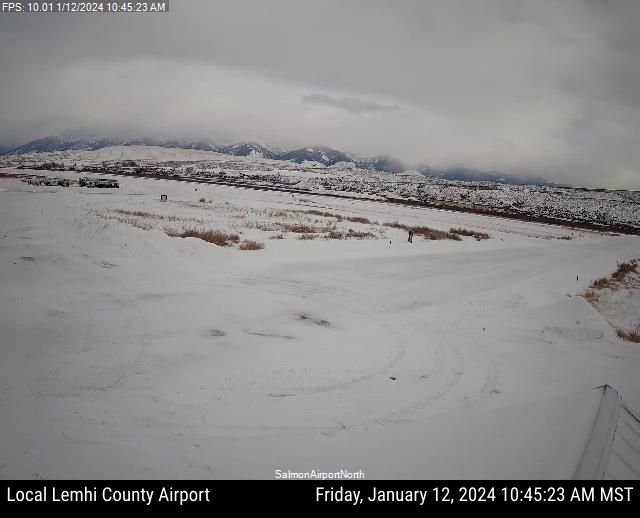 FPS: 10.01 1/12/2024 10:45:23 AM
SalmonAirportNorth
Local Lemhi County Airport Friday, January 12, 2024 10:45:23 AM MST